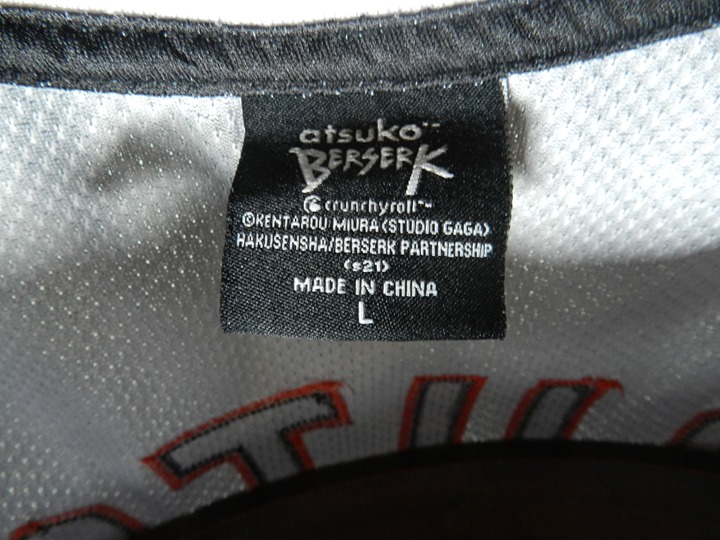 atsuko™
BERSERK
crunchyroll™
©KENTAROU MIURA (STUDIO GAGA)
HAKUSENSHA/BERSERK PARTNERSHIP
(s21)
MADE IN CHINA
L